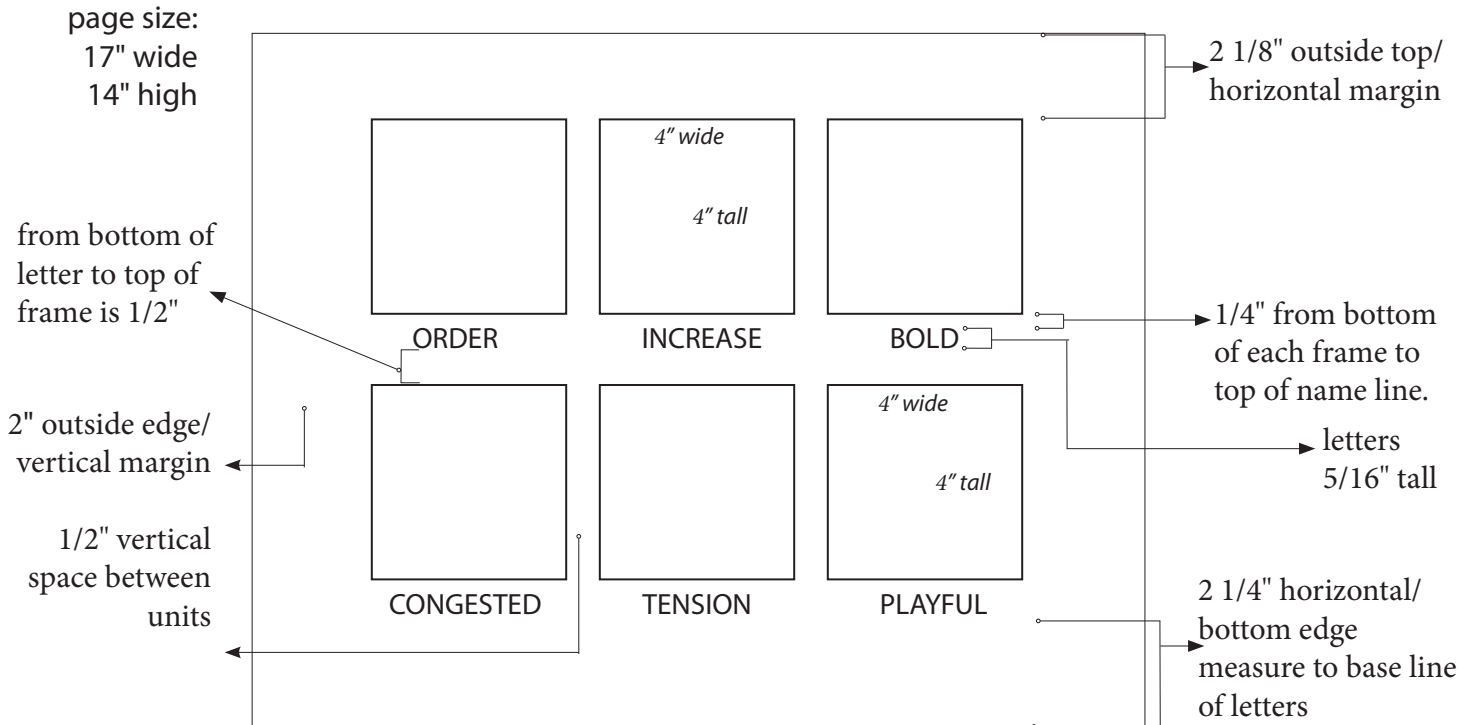 page size:
17" wide
14" high
2 1/8" outside top/
horizontal margin
4" wide
4" tall
from bottom of
letter to top of
frame is 1/2"
ORDER
INCREASE
BOLD
1/4" from bottom
of each frame to
top of name line.
2" outside edge/
vertical margin
4" wide
4" tall
letters
5/16" tall
1/2" vertical
space between
units
CONGESTED
TENSION
PLAYFUL
2 1/4" horizontal/
bottom edge
measure to base line
of letters